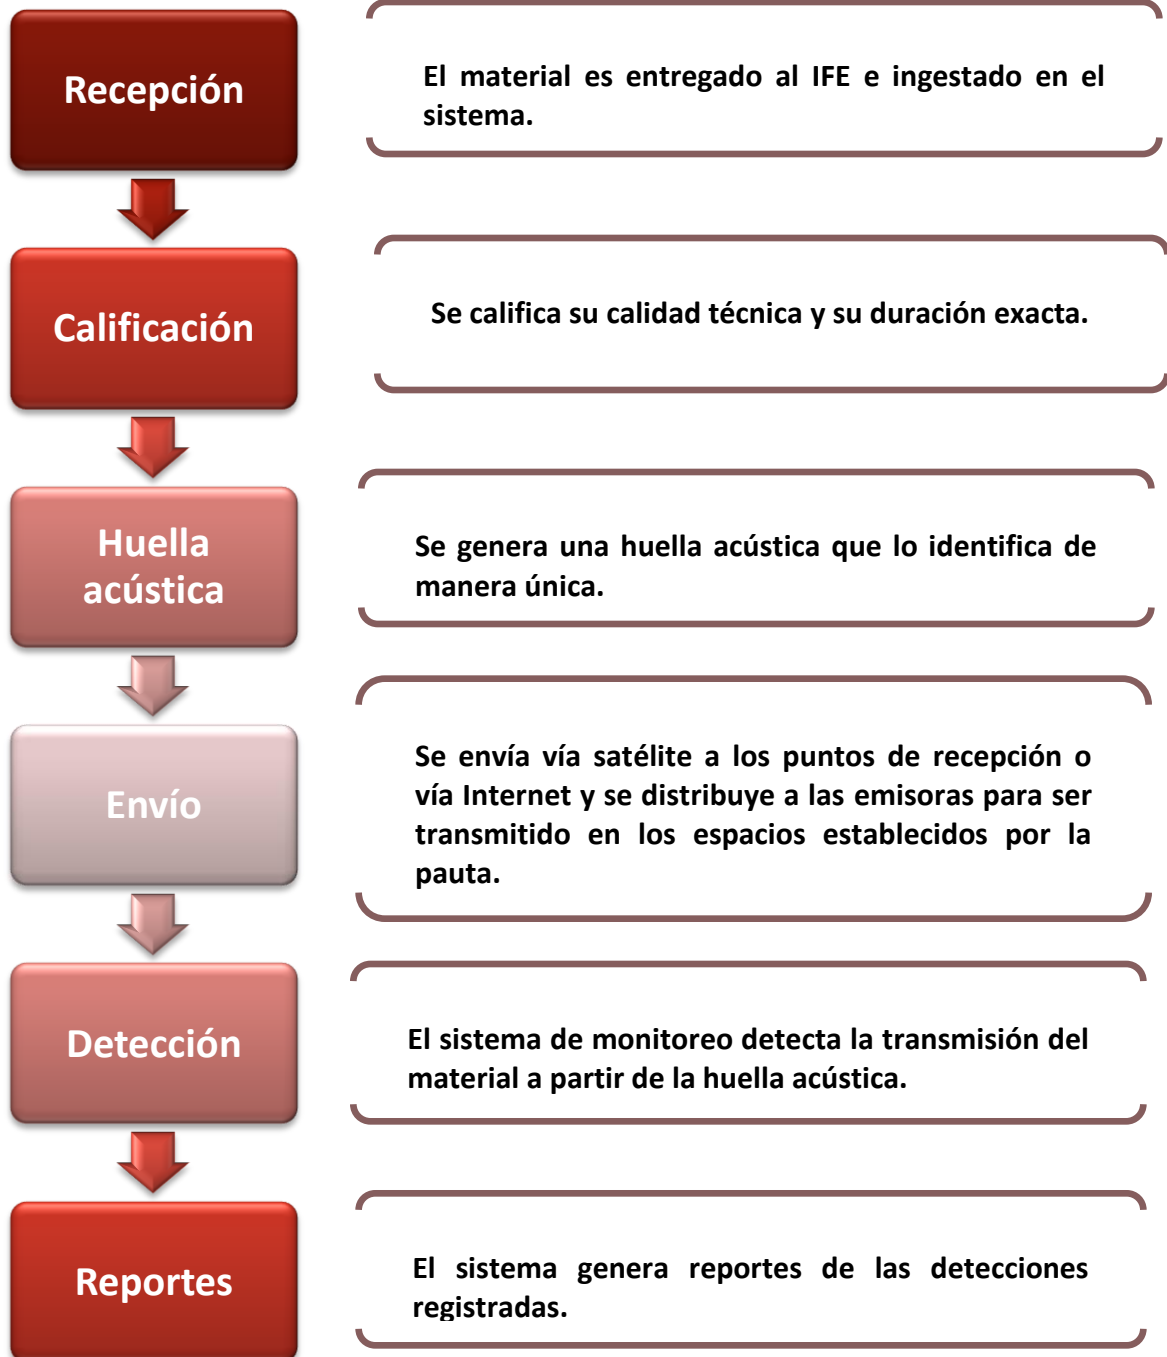 Recepción
El material es entregado al IFE e ingestado en el
sistema.
Calificación
Se califica su calidad técnica y su duración exacta.
Huella
acústica
Se genera una huella acústica que lo identifica de
manera única.
Envío
Se envía vía satélite a los puntos de recepción o
vía Internet y se distribuye a las emisoras para ser
transmitido en los espacios establecidos por la
pauta.
Detección
El sistema de monitoreo detecta la transmisión del
material a partir de la huella acústica.
Reportes
El sistema genera reportes de las detecciones
registradas.